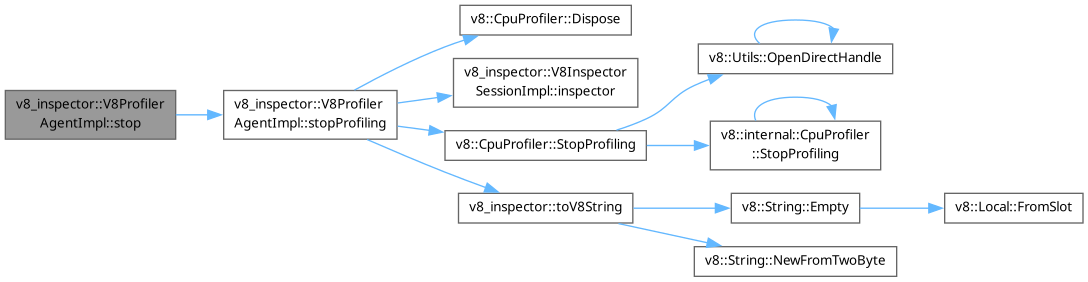 v8_inspector::V8Profiler
AgentImpl::stop
v8_inspector::V8Profiler
AgentImpl::stopProfiling
v8::CpuProfiler::Dispose
v8_inspector::V8Inspector
SessionImpl::inspector
v8::CpuProfiler::StopProfiling
v8_inspector::toV8String
v8::Utils::OpenDirectHandle
v8::internal::CpuProfiler
::StopProfiling
v8::String::Empty
v8::String::NewFromTwoByte
v8::Local::FromSlot